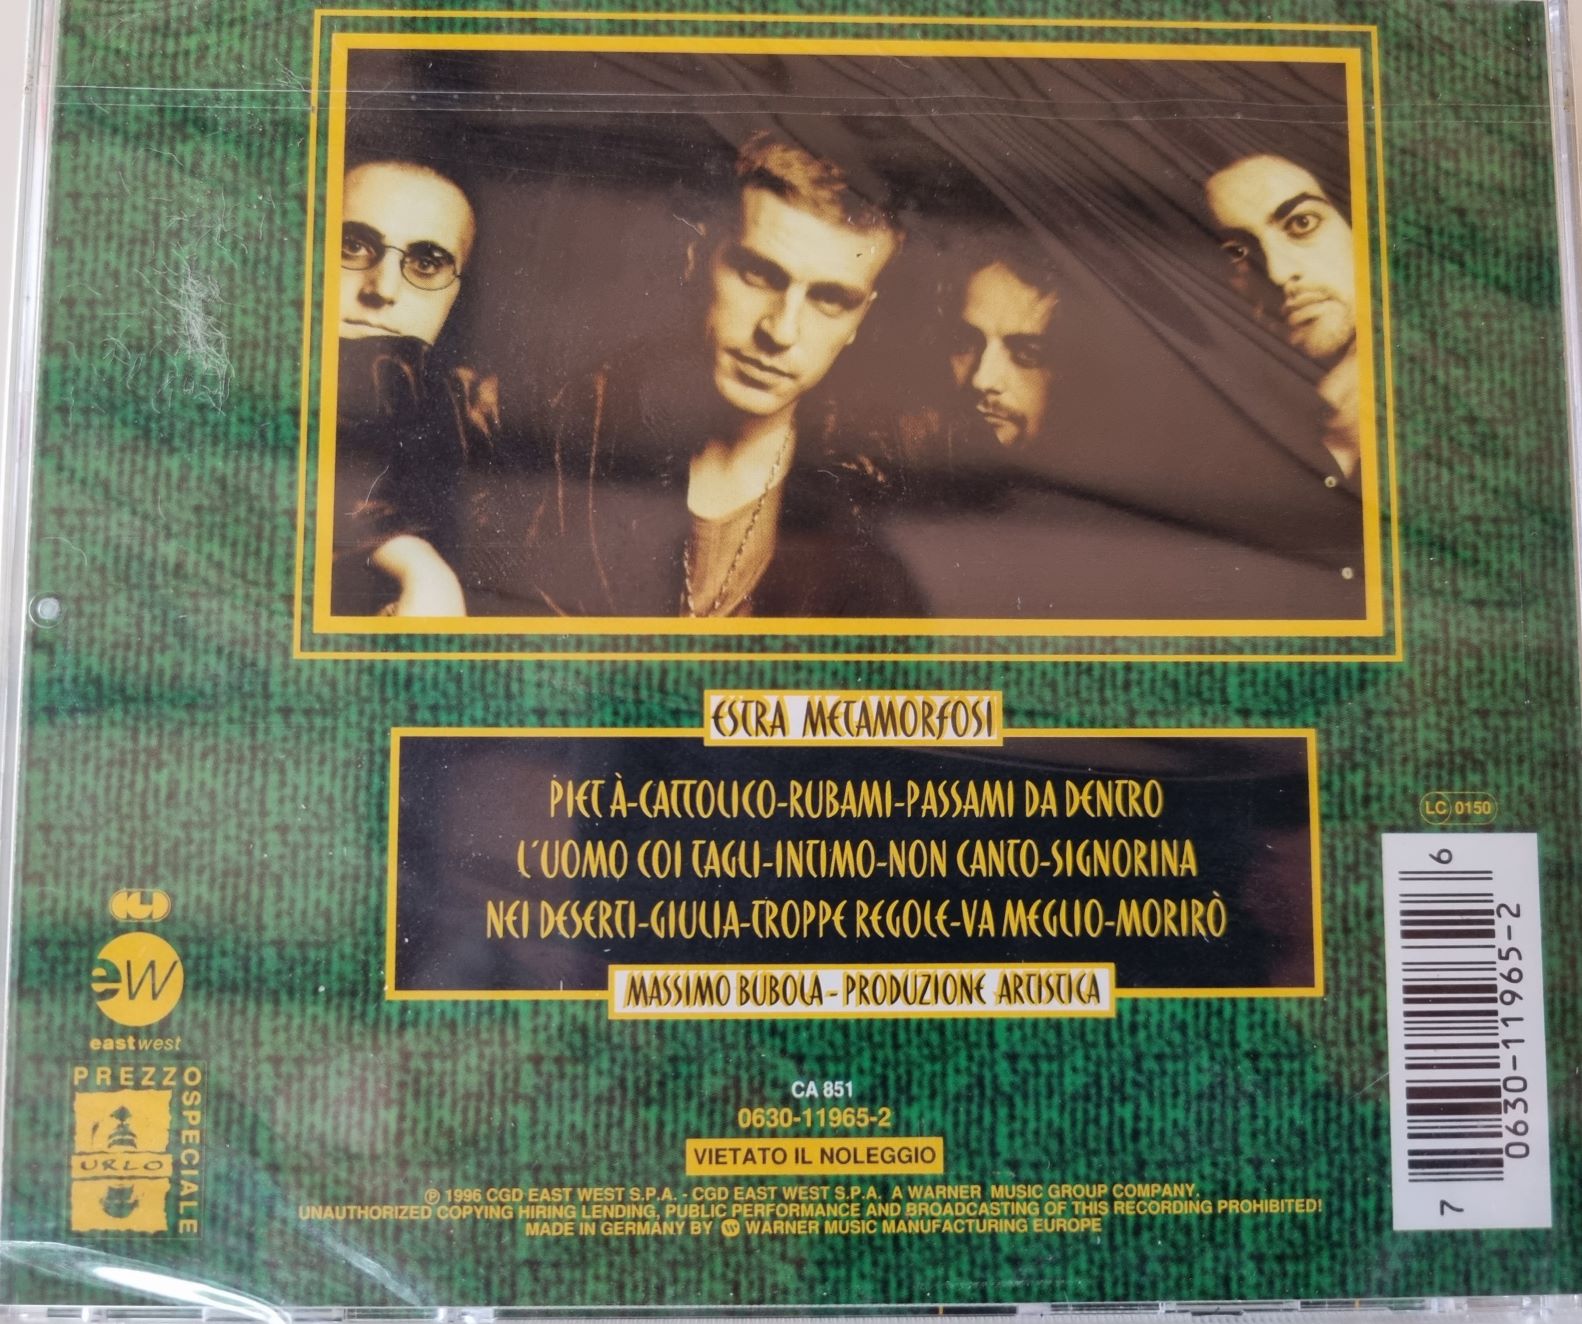 ESTRA METAMORFOSI
PIETÀ-CATTOLICO-RUBAMI-PASSAMI DA DENTRO
L'UOMO COI TAGLI-INTIMO-NON CANTO-SIGNORINA
NEI DESERTI-GIULIA-TROPPE REGOLE-VA MEGLIO-MORIRÒ
MASSIMO BUBOLA-PRODUZIONE ARTISTICA
LC 0150
CGD
ew
eastwest
PREZZO
SPECIALE
URLO
CA 851
0630-11965-2
VIETATO IL NOLEGGIO
℗ 1996 CGD EAST WEST S.P.A. - CGD EAST WEST S.P.A. A WARNER MUSIC GROUP COMPANY.
UNAUTHORIZED COPYING HIRING LENDING, PUBLIC PERFORMANCE AND BROADCASTING OF THIS RECORDING PROHIBITED!
MADE IN GERMANY BY W WARNER MUSIC MANUFACTURING EUROPE
7 0630-11965-2 6